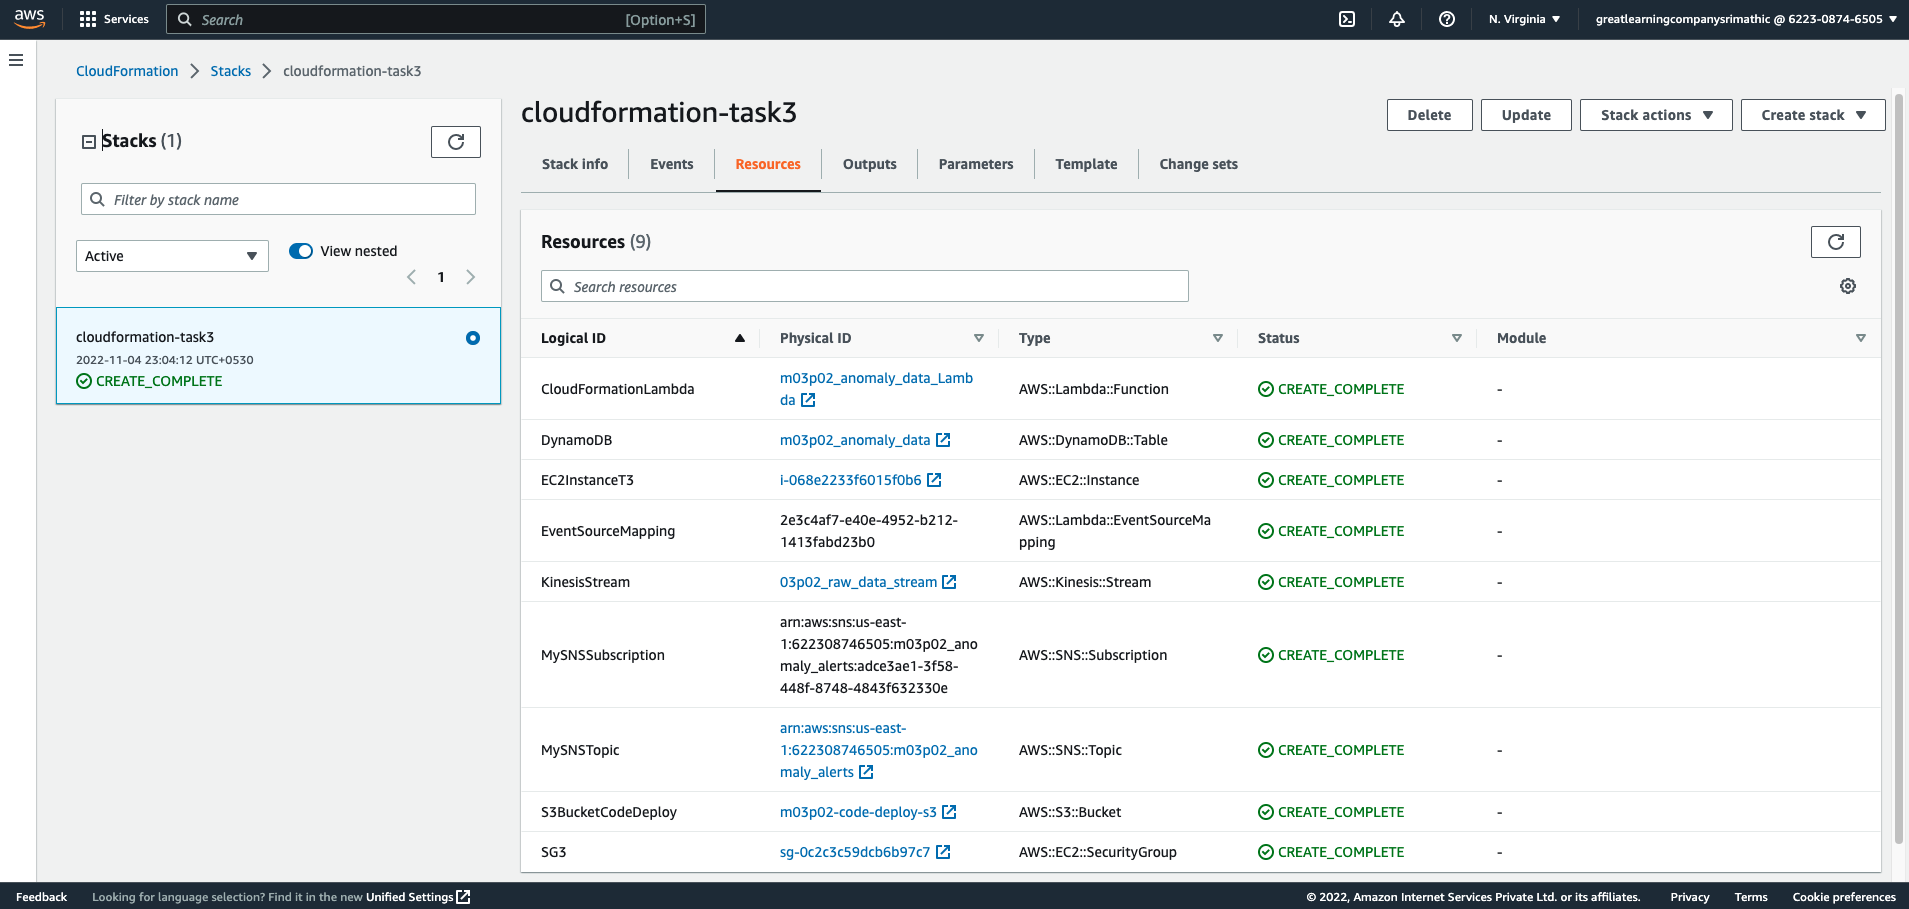 aws
Services
Search
[Option+S]
N. Virginia
greatlearningcompanysrimathic @ 6223-0874-6505
CloudFormation
Stacks
cloudformation-task3
Stacks (1)
Filter by stack name
Active
View nested
1
cloudformation-task3
2022-11-04 23:04:12 UTC+0530
CREATE_COMPLETE
cloudformation-task3
Delete
Update
Stack actions
Create stack
Stack info
Events
Resources
Outputs
Parameters
Template
Change sets
Resources (9)
Search resources
Logical ID
Physical ID
Type
Status
Module
CloudFormationLambda
m03p02_anomaly_data_Lamb
da
AWS::Lambda::Function
CREATE_COMPLETE
-
DynamoDB
m03p02_anomaly_data
AWS::DynamoDB::Table
CREATE_COMPLETE
-
EC2InstanceT3
i-068e2233f6015f0b6
AWS::EC2::Instance
CREATE_COMPLETE
-
EventSourceMapping
2e3c4af7-e40e-4952-b212-
1413fabd23b0
AWS::Lambda::EventSourceMa
pping
CREATE_COMPLETE
-
KinesisStream
03p02_raw_data_stream
AWS::Kinesis::Stream
CREATE_COMPLETE
-
MySNSSubscription
arn:aws:sns:us-east-
1:622308746505:m03p02_ano
maly_alerts:adce3ae1-3f58-
448f-8748-4843f632330e
AWS::SNS::Subscription
CREATE_COMPLETE
-
MySNSTopic
arn:aws:sns:us-east-
1:622308746505:m03p02_ano
maly_alerts
AWS::SNS::Topic
CREATE_COMPLETE
-
S3BucketCodeDeploy
m03p02-code-deploy-s3
AWS::S3::Bucket
CREATE_COMPLETE
-
SG3
sg-0c2c3c59dcb6b97c7
AWS::EC2::SecurityGroup
CREATE_COMPLETE
-
Feedback
Looking for language selection? Find it in the new Unified Settings
© 2022, Amazon Internet Services Private Ltd. or its affiliates.
Privacy
Terms
Cookie preferences